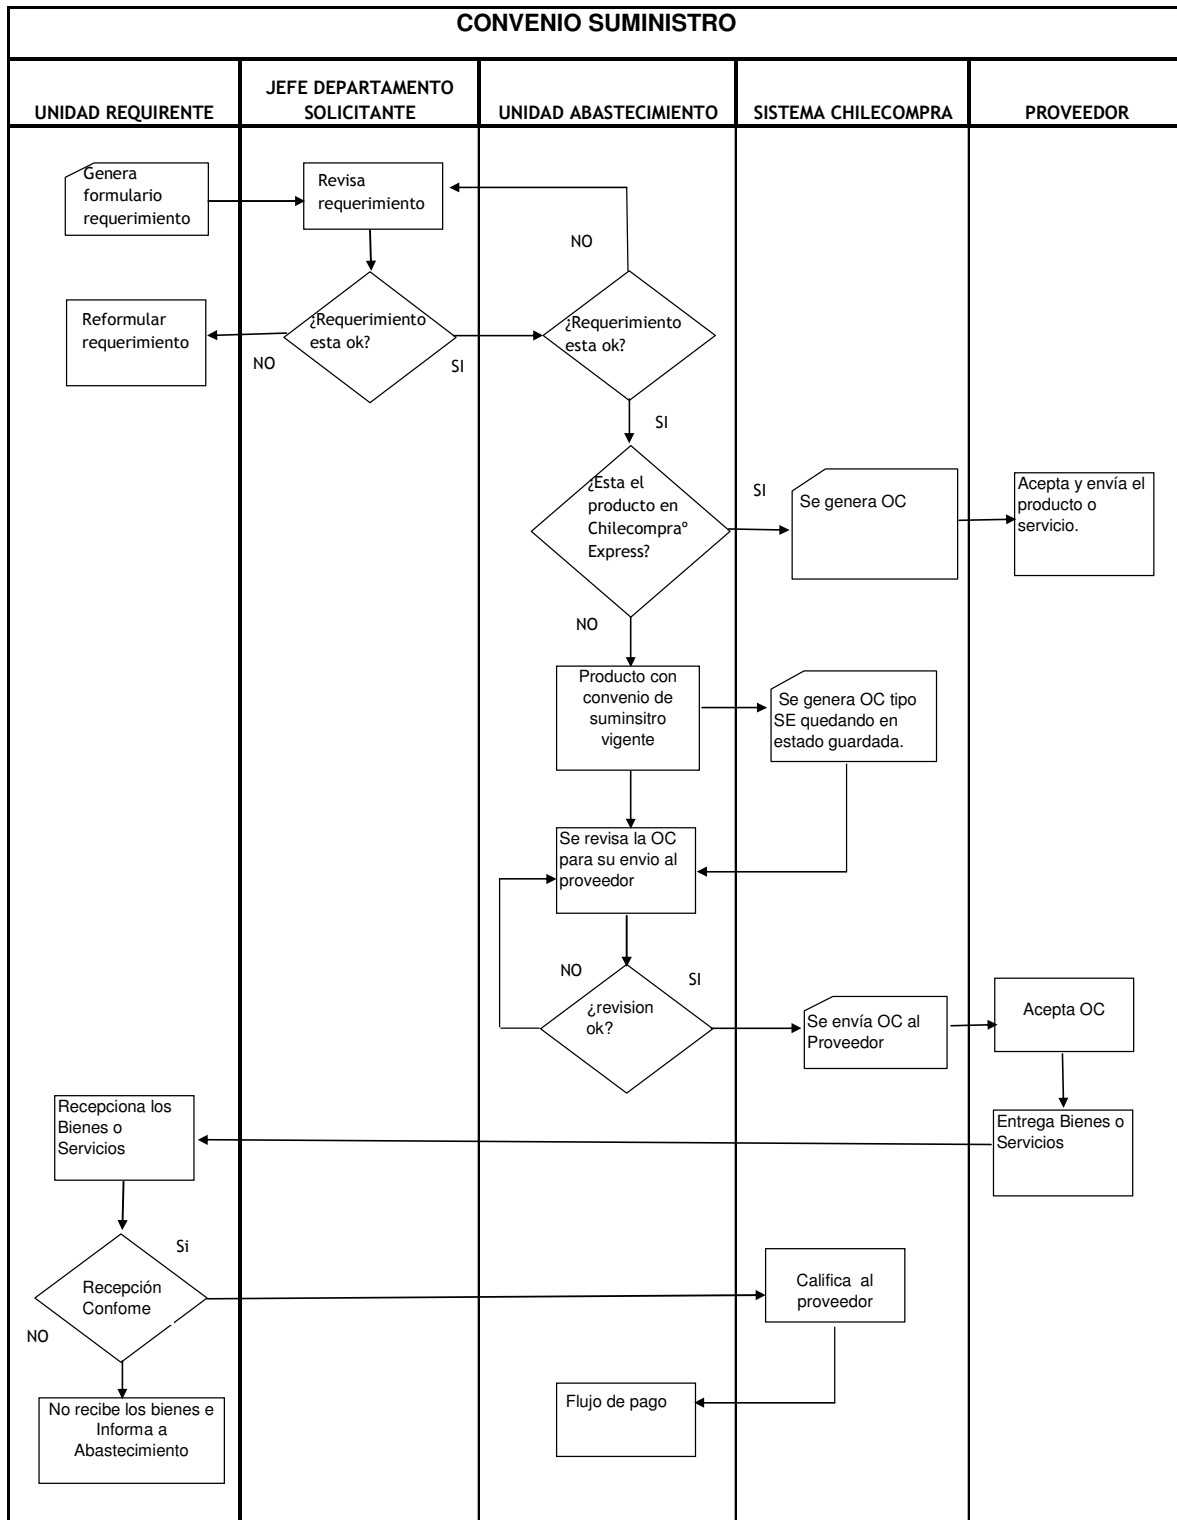 CONVENIO SUMINISTRO
UNIDAD REQUIRENTE
JEFE DEPARTAMENTO
SOLICITANTE
UNIDAD ABASTECIMIENTO
SISTEMA CHILECOMPRA
PROVEEDOR
Genera
formulario
requerimiento
Revisa
requerimiento
NO
Reformular
requerimiento
¿Requerimiento
esta ok?
¿Requerimiento
esta ok?
NO
SI
SI
¿Esta el
producto en
Chilecompraº
Express?
SI
Se genera OC
Acepta y envía el
producto o
servicio.
NO
Producto con
convenio de
suminsitro
vigente
Se genera OC tipo
SE quedando en
estado guardada.
Se revisa la OC
para su envio al
proveedor
NO
SI
¿revision
ok?
Se envía OC al
Proveedor
Acepta OC
Recepciona los
Bienes o
Servicios
Entrega Bienes o
Servicios
Si
Recepción
Confome
Califica al
proveedor
NO
No recibe los bienes e
Informa a
Abastecimiento
Flujo de pago